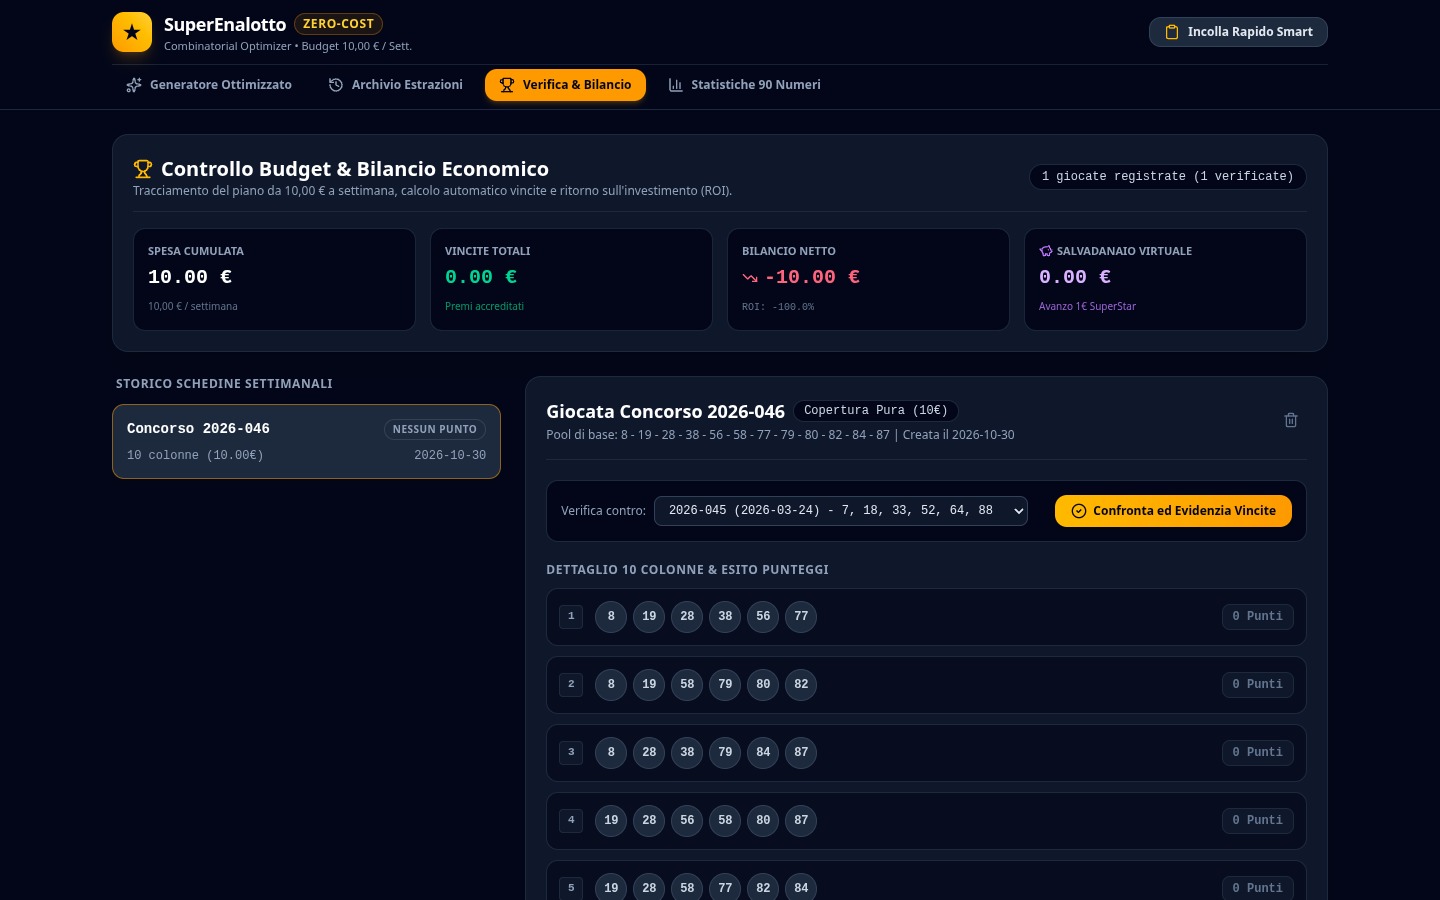 SuperEnalotto ZERO-COST
Combinatorial Optimizer • Budget 10,00 € / Sett.
Incolla Rapido Smart
Generatore Ottimizzato
Archivio Estrazioni
Verifica & Bilancio
Statistiche 90 Numeri
Controllo Budget & Bilancio Economico
Tracciamento del piano da 10,00 € a settimana, calcolo automatico vincite e ritorno sull'investimento (ROI).
1 giocate registrate (1 verificate)
SPESA CUMULATA
10.00 €
10,00 € / settimana
VINCITE TOTALI
0.00 €
Premi accreditati
BILANCIO NETTO
-10.00 €
ROI: -100.0%
SALVADANAIO VIRTUALE
0.00 €
Avanzo 1€ SuperStar
STORICO SCHEDINE SETTIMANALI
Concorso 2026-046 NESSUN PUNTO
10 colonne (10.00€) 2026-10-30
Giocata Concorso 2026-046 Copertura Pura (10€)
Pool di base: 8 - 19 - 28 - 38 - 56 - 58 - 77 - 79 - 80 - 82 - 84 - 87 | Creata il 2026-10-30
Verifica contro: 2026-045 (2026-03-24) - 7, 18, 33, 52, 64, 88
Confronta ed Evidenzia Vincite
DETTAGLIO 10 COLONNE & ESITO PUNTEGGI
1 8 19 28 38 56 77 0 Punti
2 8 19 58 79 80 82 0 Punti
3 8 28 38 79 84 87 0 Punti
4 19 28 56 58 80 87 0 Punti
5 19 28 58 77 82 84 0 Punti